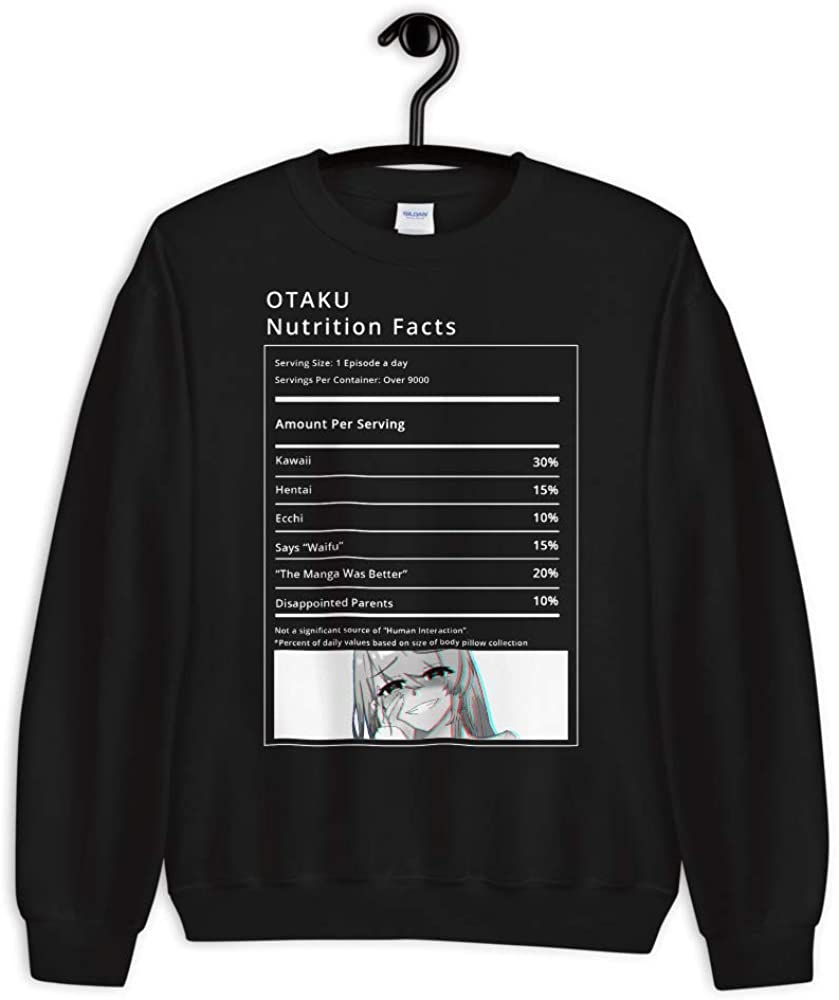 GILDAN
OTAKU
Nutrition Facts
Serving Size: 1 Episode a day
Servings Per Container: Over 9000
Amount Per Serving
Kawaii 30%
Hentai 15%
Ecchi 10%
Says “Waifu” 15%
“The Manga Was Better” 20%
Disappointed Parents 10%
Not a significant source of “Human Interaction”.
*Percent of daily values based on size of body pillow collection